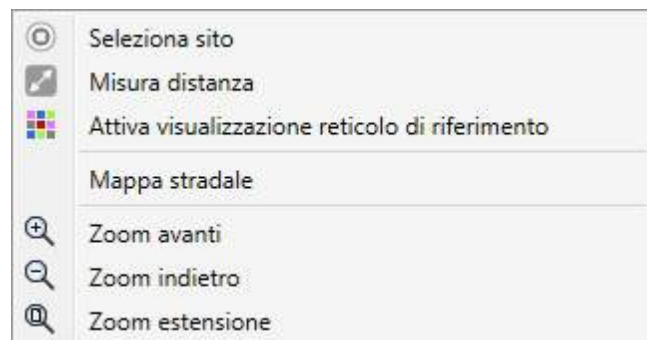 Seleziona sito
Misura distanza
Attiva visualizzazione reticolo di riferimento
Mappa stradale
Zoom avanti
Zoom indietro
Zoom estensione